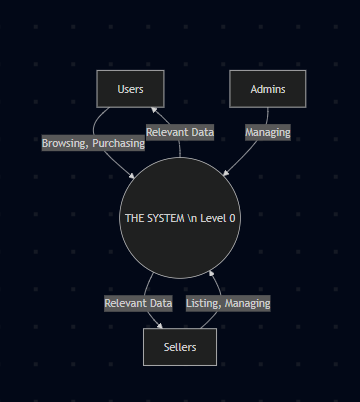 Users
Admins
Relevant Data
Managing
Browsing, Purchasing
THE SYSTEM \n Level 0
Relevant Data
Listing, Managing
Sellers